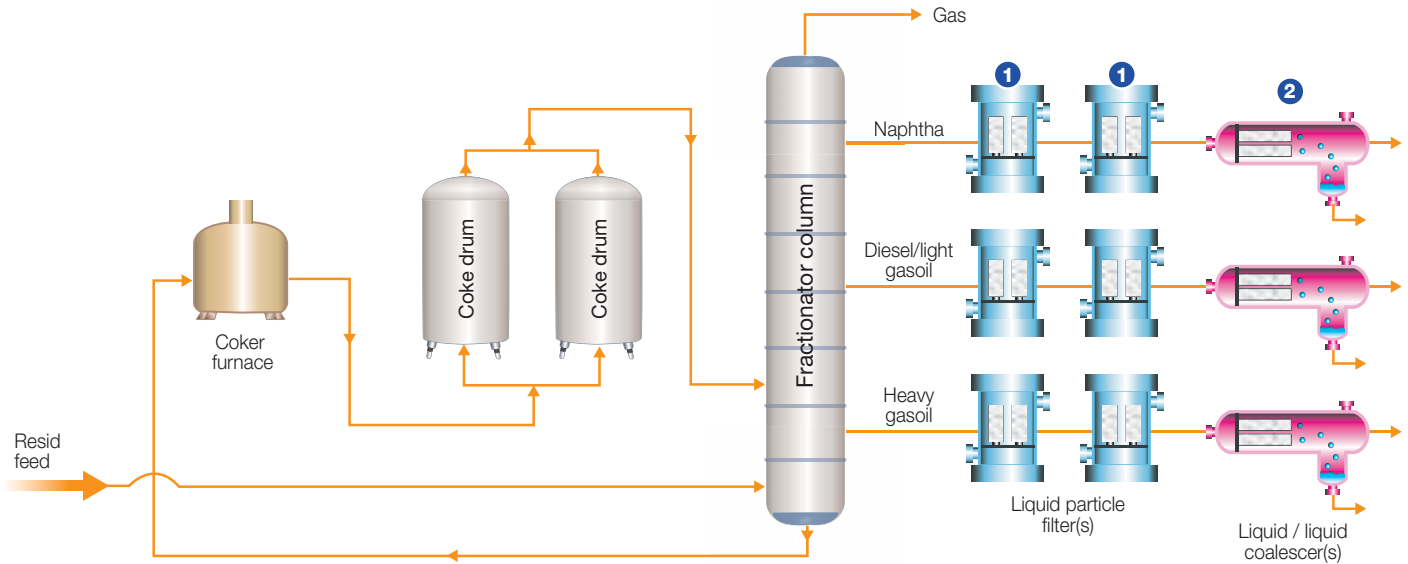 Gas
1
1
2
Naphtha
Coke drum
Coke drum
Fractionator column
Diesel/light
gasoil
Coker
furnace
Heavy
gasoil
Resid
feed
Liquid particle
filter(s)
Liquid / liquid
coalescer(s)